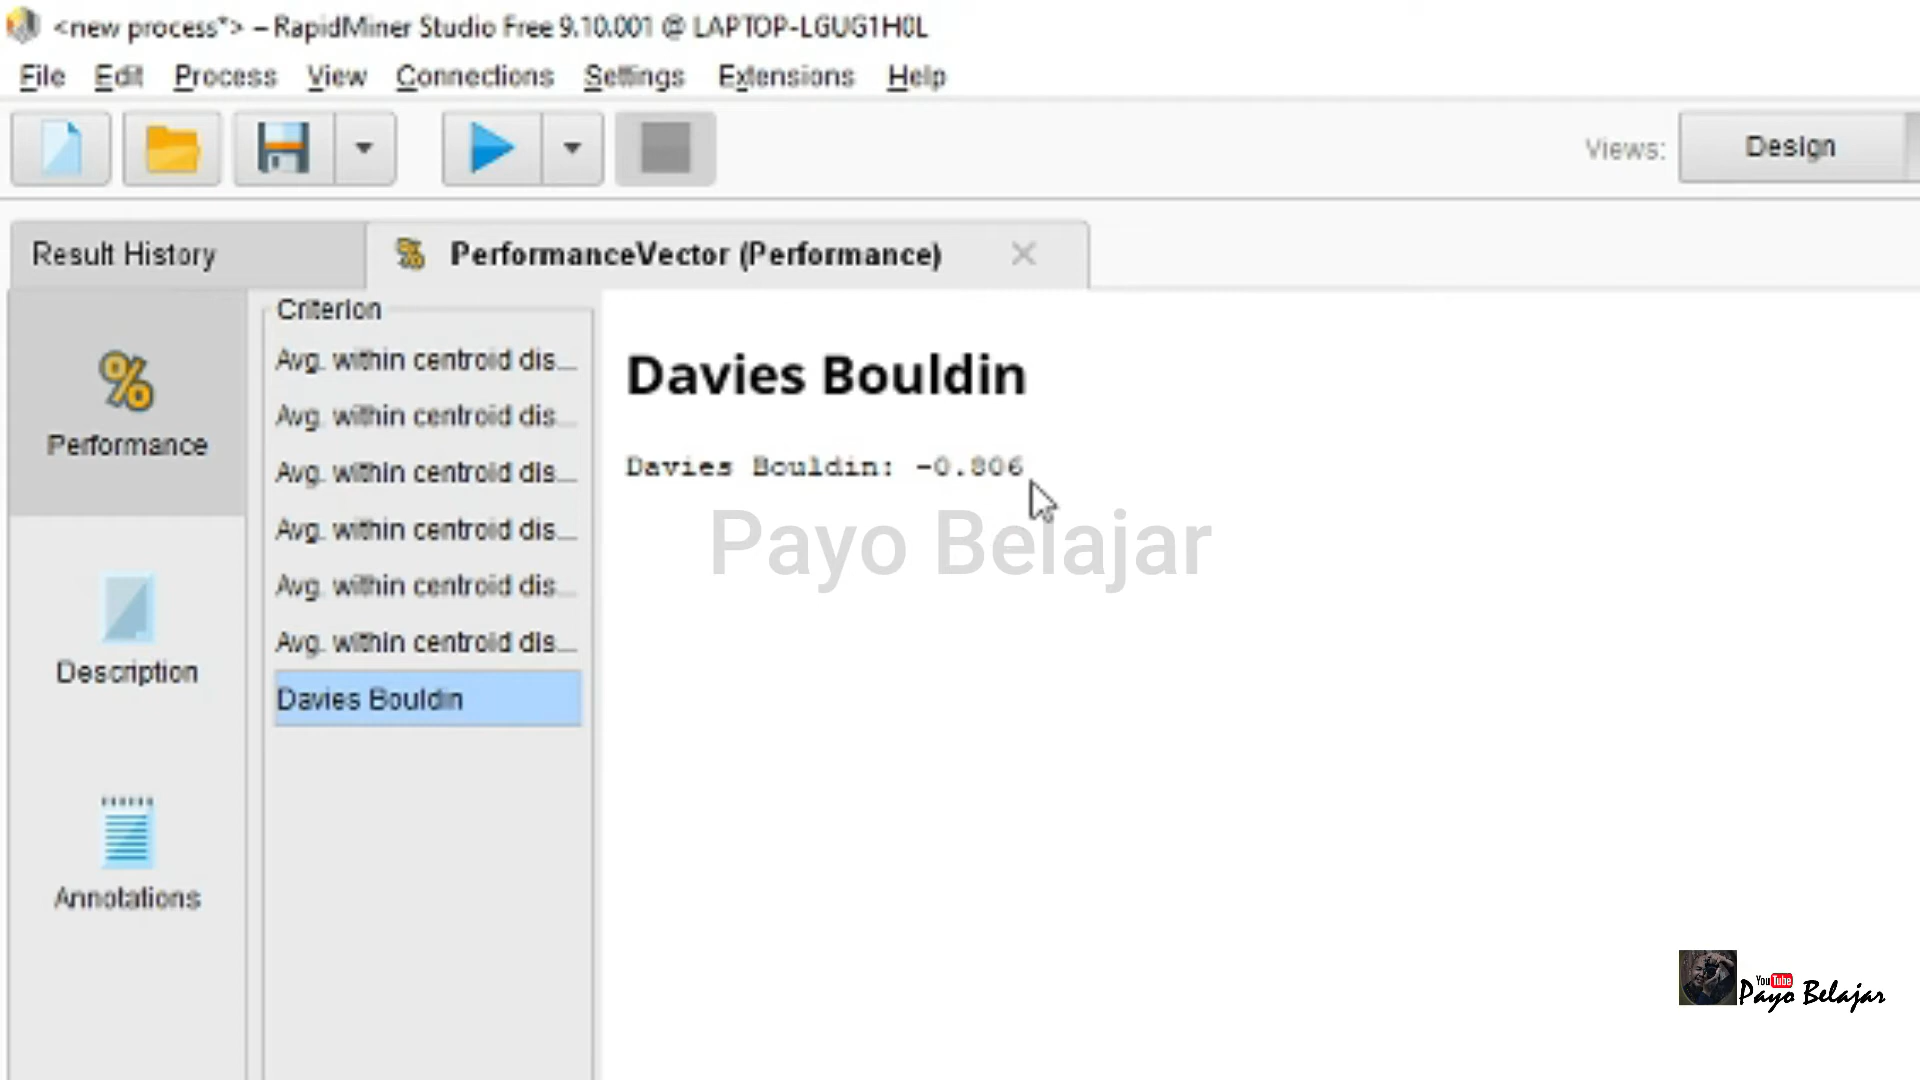 <new process*> – RapidMiner Studio Free 9.10.001 @ LAPTOP-LGUG1H0L
File Edit Process View Connections Settings Extensions Help
Views: Design
Result History
% PerformanceVector (Performance)
Criterion
Avg. within centroid dis...
Avg. within centroid dis...
Avg. within centroid dis...
Avg. within centroid dis...
Avg. within centroid dis...
Avg. within centroid dis...
Davies Bouldin
%
Performance
Description
Annotations
Davies Bouldin
Davies Bouldin: -0.806
Payo Belajar
YouTube
Payo Belajar